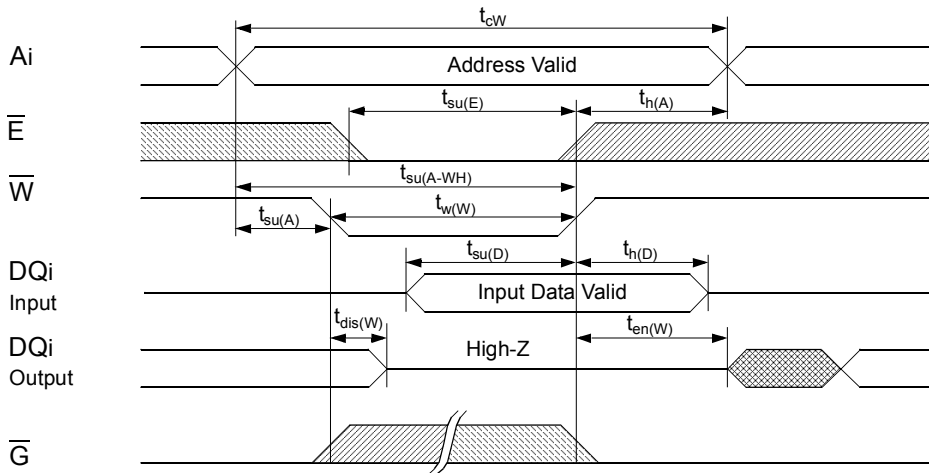 t_cW
Ai
Address Valid
t_su(E)
t_h(A)
E̅
t_su(A-WH)
W̅
t_w(W)
t_su(A)
DQi
Input
t_su(D)
t_h(D)
Input Data Valid
t_dis(W)
t_en(W)
DQi
Output
High-Z
G̅